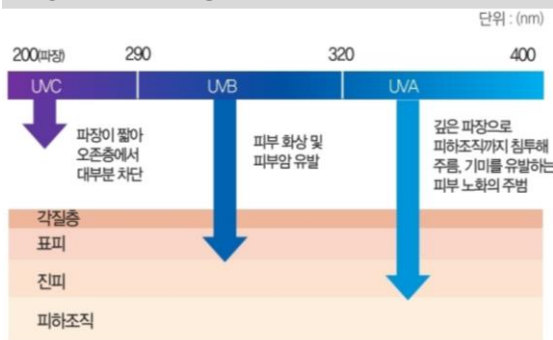 단위 : (nm)
200(파장) 290 320 400
UVC UVB UVA
파장이 짧아
오존층에서
대부분 차단
피부 화상 및
피부암 유발
깊은 파장으로
피하조직까지 침투해
주름, 기미를 유발하는
피부 노화의 주범
각질층
표피
진피
피하조직